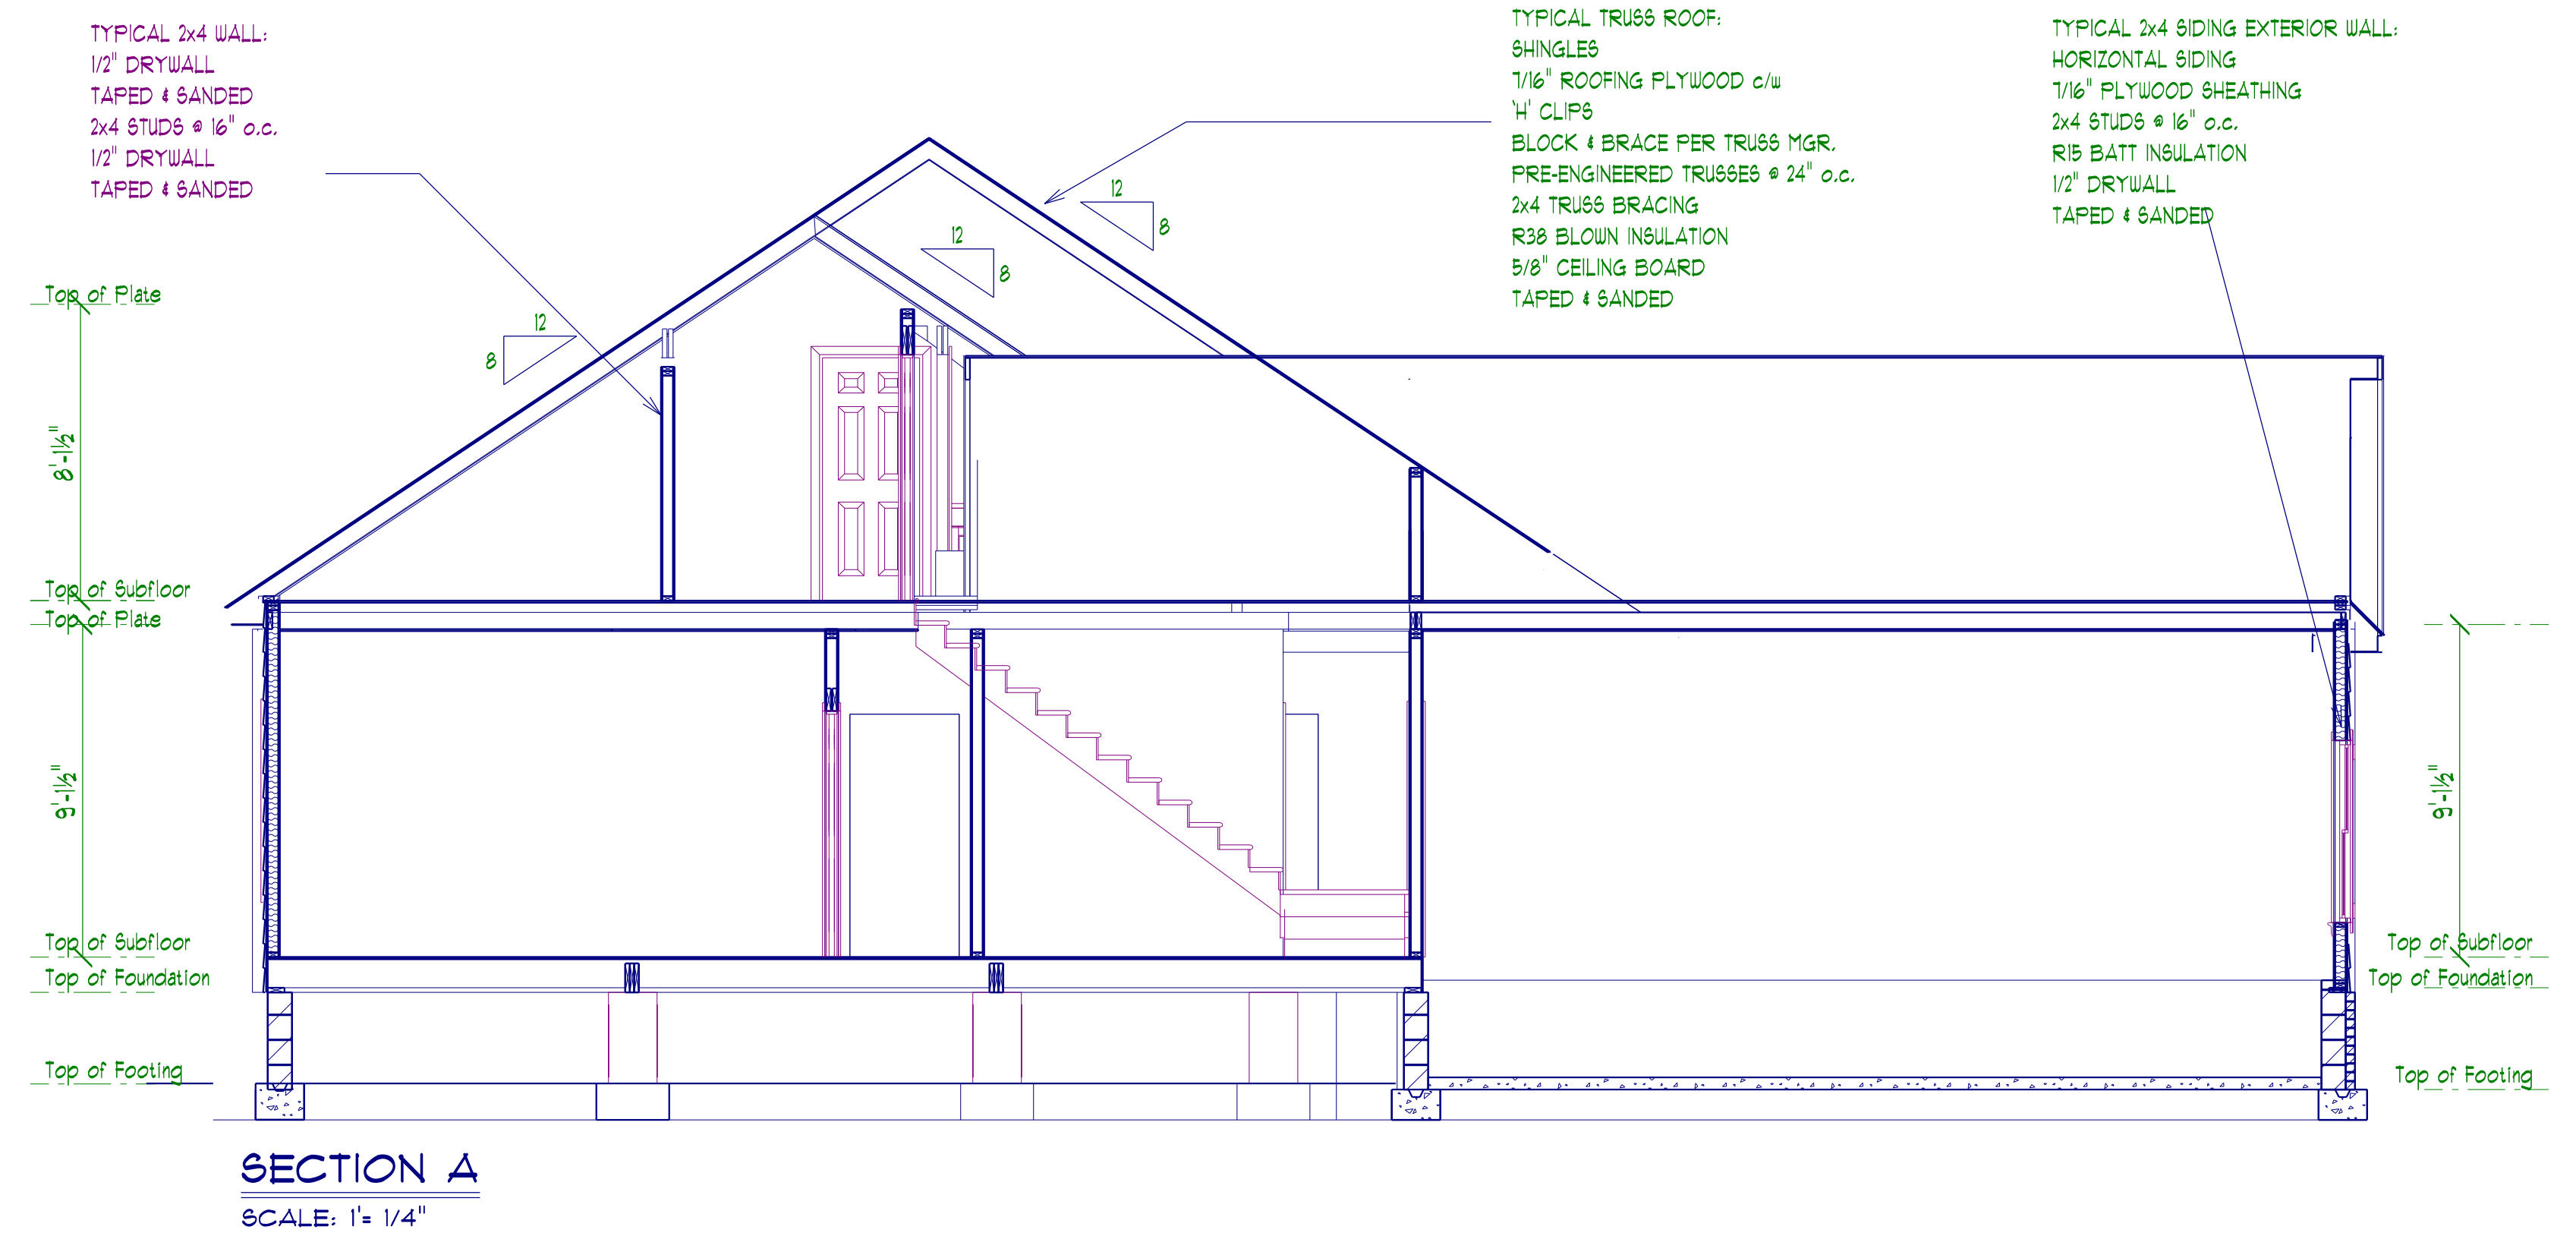 TYPICAL 2x4 WALL:
1/2" DRYWALL
TAPED & SANDED
2x4 STUDS @ 16" o.c.
1/2" DRYWALL
TAPED & SANDED
TYPICAL TRUSS ROOF:
SHINGLES
7/16" ROOFING PLYWOOD c/w
'H' CLIPS
BLOCK & BRACE PER TRUSS MGR.
PRE-ENGINEERED TRUSSES @ 24" o.c.
2x4 TRUSS BRACING
R38 BLOWN INSULATION
5/8" CEILING BOARD
TAPED & SANDED
TYPICAL 2x4 SIDING EXTERIOR WALL:
HORIZONTAL SIDING
7/16" PLYWOOD SHEATHING
2x4 STUDS @ 16" o.c.
R15 BATT INSULATION
1/2" DRYWALL
TAPED & SANDED
12
8
12
8
12
8
Top of Plate
8'-1½"
Top of Subfloor
Top of Plate
9'-1½"
Top of Subfloor
Top of Foundation
Top of Footing
9'-1½"
Top of Subfloor
Top of Foundation
Top of Footing
SECTION A
SCALE: 1'= 1/4"